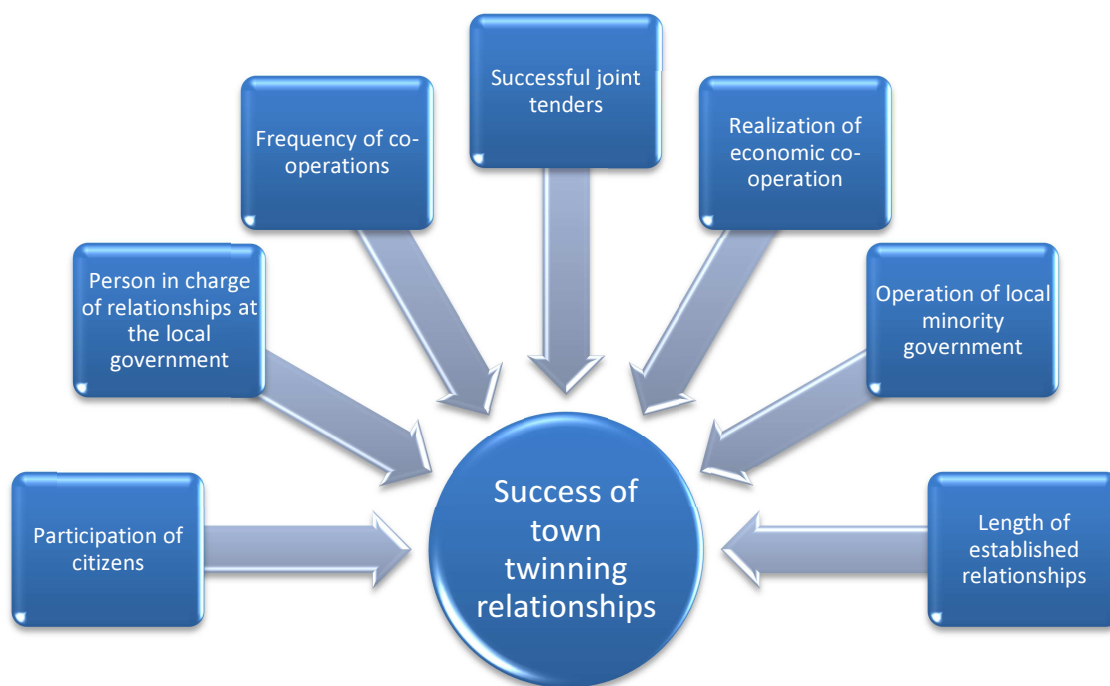 Successful joint
tenders
Frequency of co-
operations
Realization of
economic co-
operation
Person in charge
of relationships at
the local
government
Operation of local
minority
government
Participation of
citizens
Success of
town
twinning
relationships
Length of
established
relationships